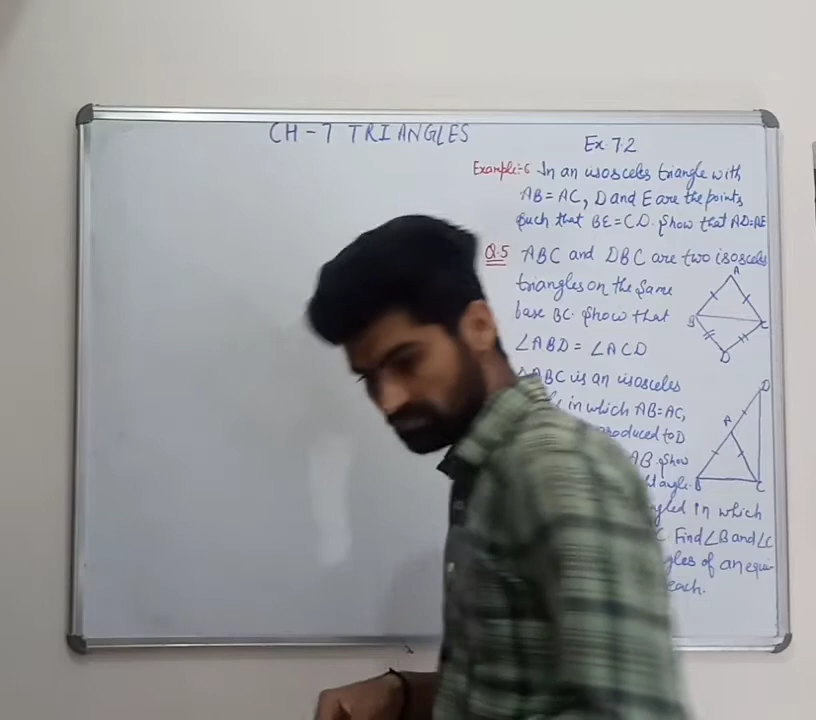 CH-7 TRIANGLES
Ex. 7.2
Example:-6 In an isosceles triangle with
AB = AC, D and E are the points
such that BE = CD. Show that AD = AE
Q.5 ABC and DBC are two isosceles
triangles on the same
base BC. Show that
∠ABD = ∠ACD
ABC is an isosceles
in which AB=AC,
produced to D
AB. Show
angle.
in which
C Find ∠B and ∠C
gles of an equi-
each.
A
B
C
D
D
A
B
C